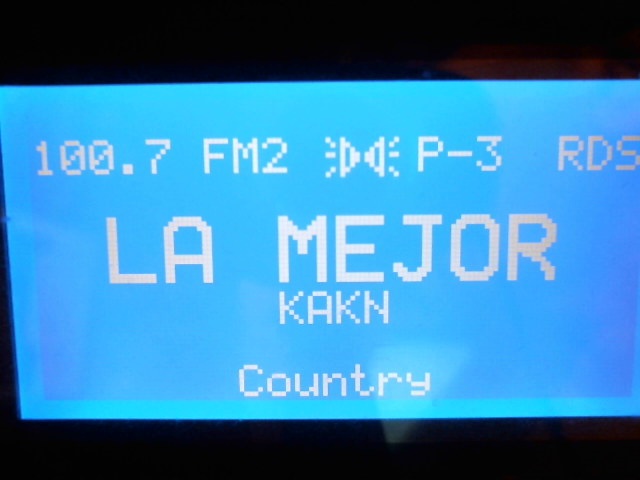 100.7 FM2 P-3 RDS
LA MEJOR
KAKN
Country